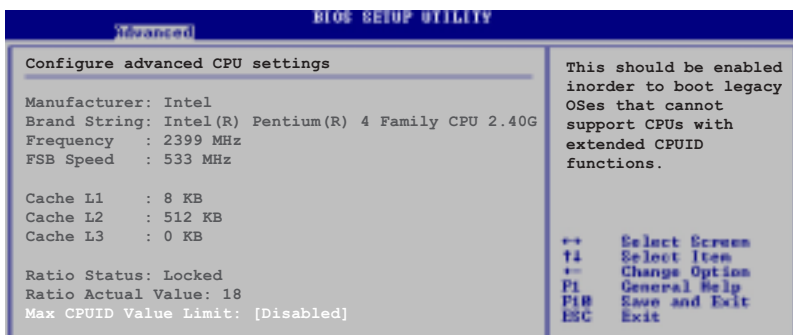 BIOS SETUP UTILITY
Advanced
Configure advanced CPU settings
Manufacturer: Intel
Brand String: Intel(R) Pentium(R) 4 Family CPU 2.40G
Frequency : 2399 MHz
FSB Speed : 533 MHz
Cache L1 : 8 KB
Cache L2 : 512 KB
Cache L3 : 0 KB
Ratio Status: Locked
Ratio Actual Value: 18
Max CPUID Value Limit: [Disabled]
This should be enabled
inorder to boot legacy
OSes that cannot
support CPUs with
extended CPUID
functions.
←→ Select Screen
↑↓ Select Item
+- Change Option
F1 General Help
F10 Save and Exit
ESC Exit